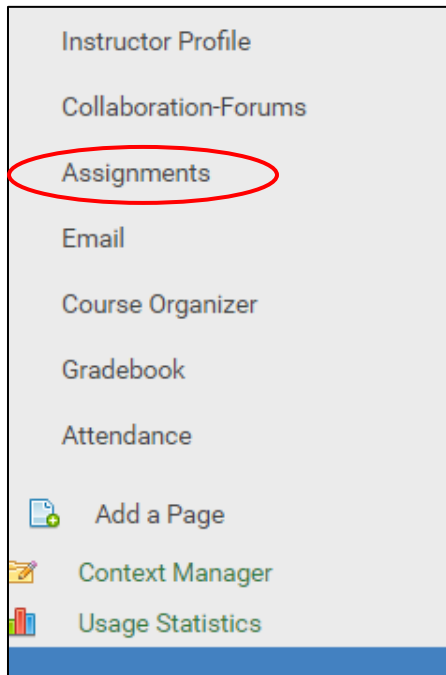 Instructor Profile
Collaboration-Forums
Assignments
Email
Course Organizer
Gradebook
Attendance
Add a Page
Context Manager
Usage Statistics